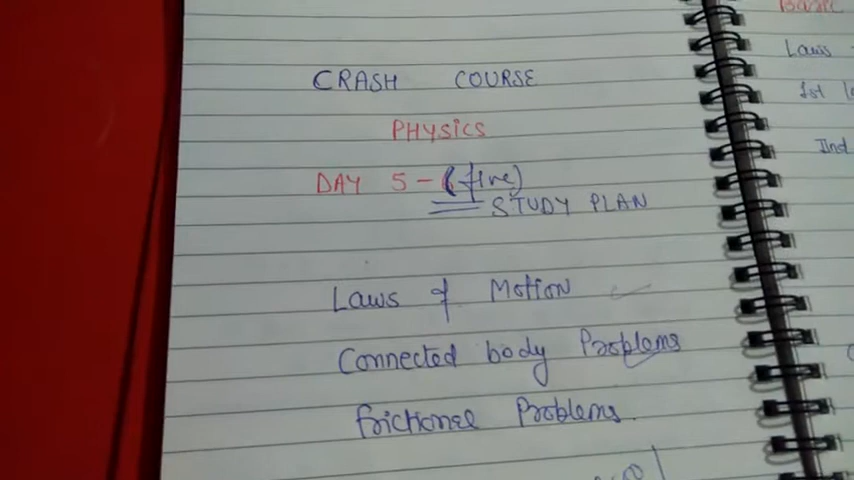 CRASH COURSE
PHYSICS
DAY 5 - (five)
STUDY PLAN
Laws of Motion
Connected body Problems
frictional Problems.
Basic
Laws
1st
IInd